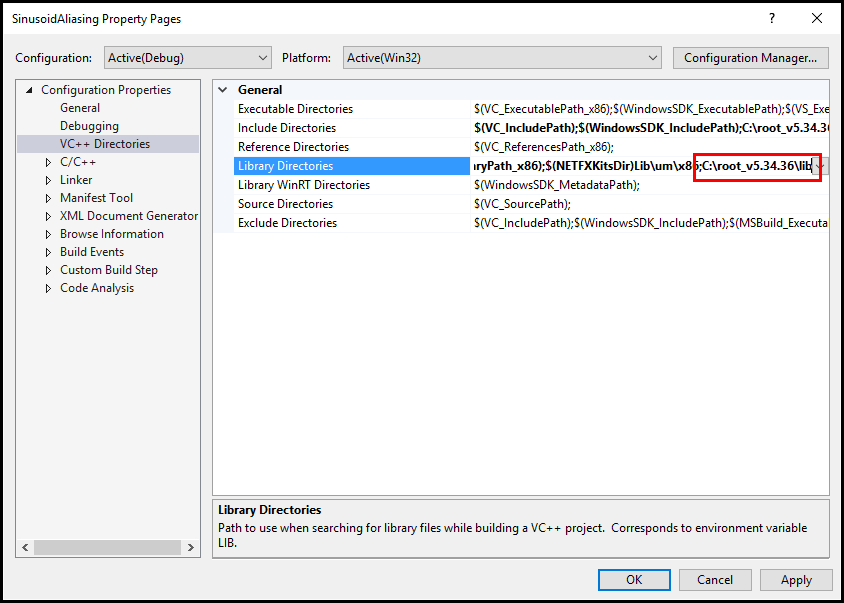 SinusoidAliasing Property Pages
Configuration: Active(Debug) Platform: Active(Win32) Configuration Manager...
Configuration Properties
General
Debugging
VC++ Directories
C/C++
Linker
Manifest Tool
XML Document Generator
Browse Information
Build Events
Custom Build Step
Code Analysis
General
Executable Directories $(VC_ExecutablePath_x86);$(WindowsSDK_ExecutablePath);$(VS_Exe
Include Directories $(VC_IncludePath);$(WindowsSDK_IncludePath);C:\root_v5.34.3
Reference Directories $(VC_ReferencesPath_x86);
Library Directories aryPath_x86);$(NETFXKitsDir)Lib\um\x86;C:\root_v5.34.36\lib
Library WinRT Directories $(WindowsSDK_MetadataPath);
Source Directories $(VC_SourcePath);
Exclude Directories $(VC_IncludePath);$(WindowsSDK_IncludePath);$(MSBuild_Executa
Library Directories
Path to use when searching for library files while building a VC++ project. Corresponds to environment variable
LIB.
OK Cancel Apply